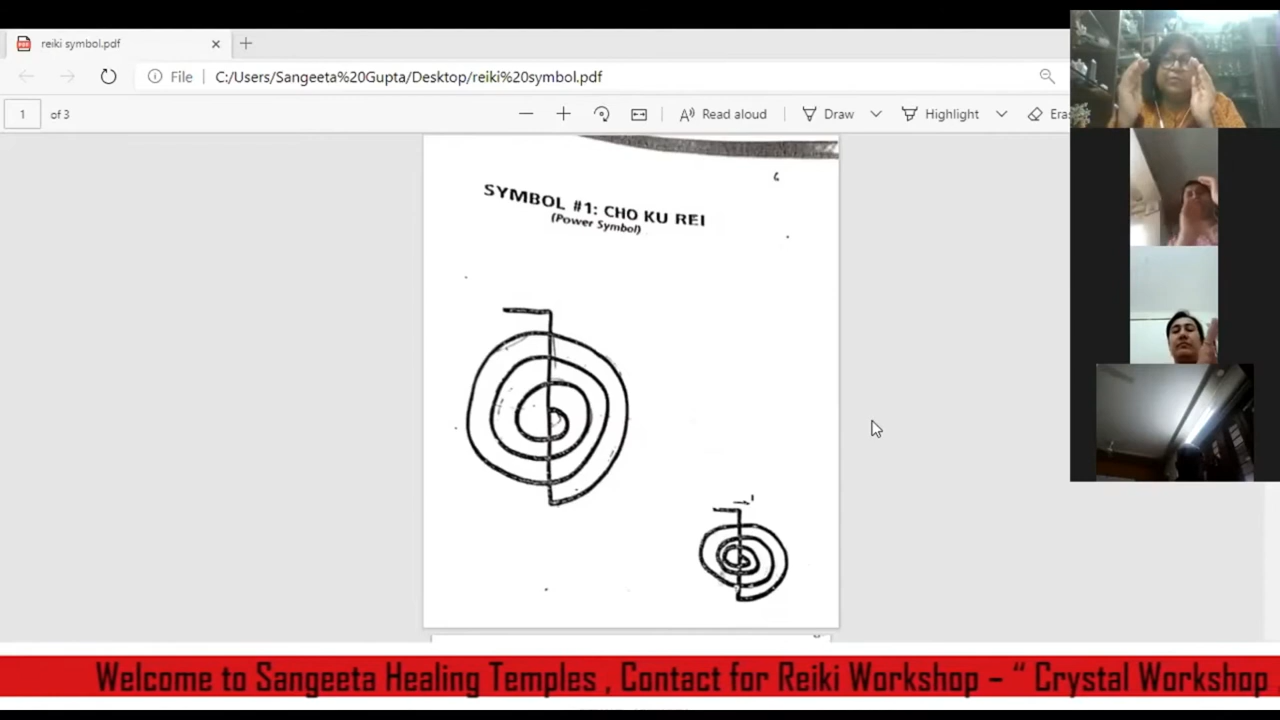 reiki symbol.pdf
File
C:/Users/Sangeeta%20Gupta/Desktop/reiki%20symbol.pdf
1 of 3
Read aloud
Draw
Highlight
6
SYMBOL #1: CHO KU REI
(Power Symbol)
Welcome to Sangeeta Healing Temples , Contact for Reiki Workshop – “ Crystal Workshop